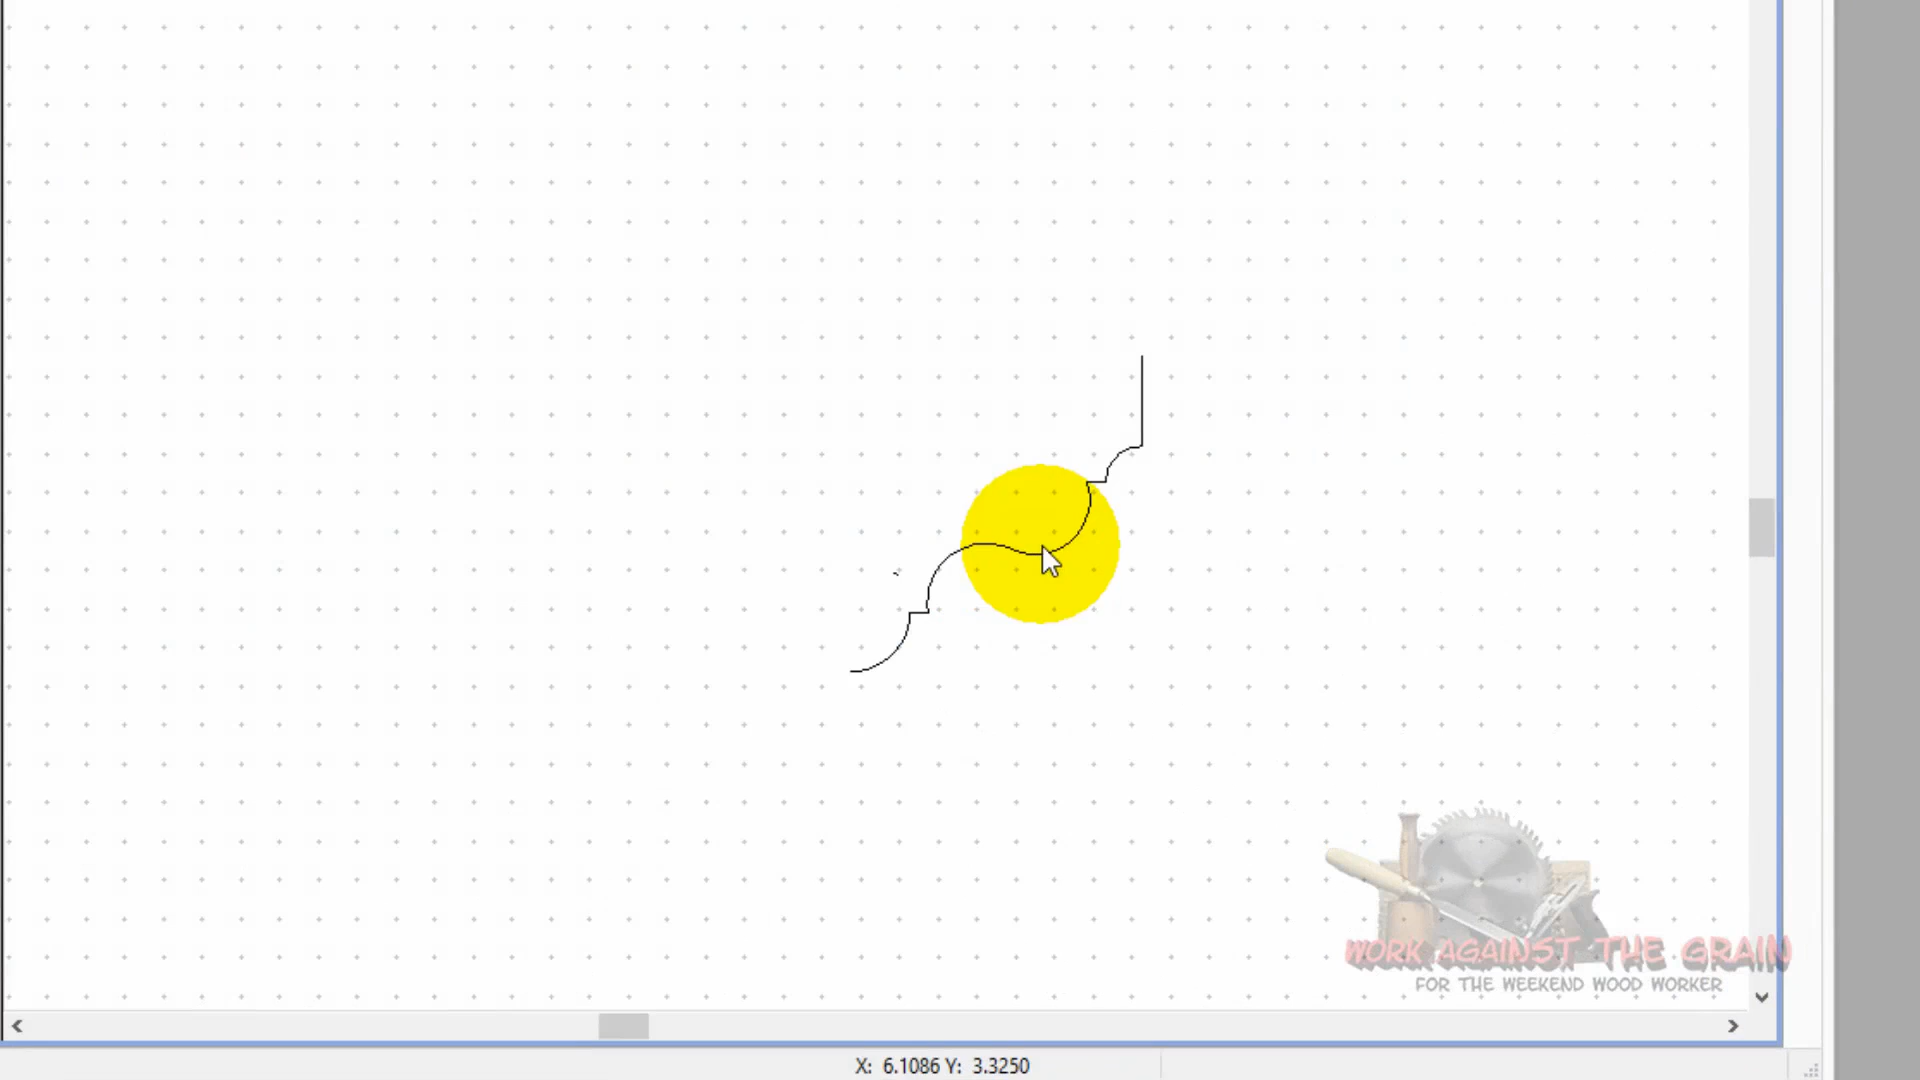 WORK AGAINST THE GRAIN
FOR THE WEEKEND WOOD WORKER
X: 6.1086 Y: 3.3250